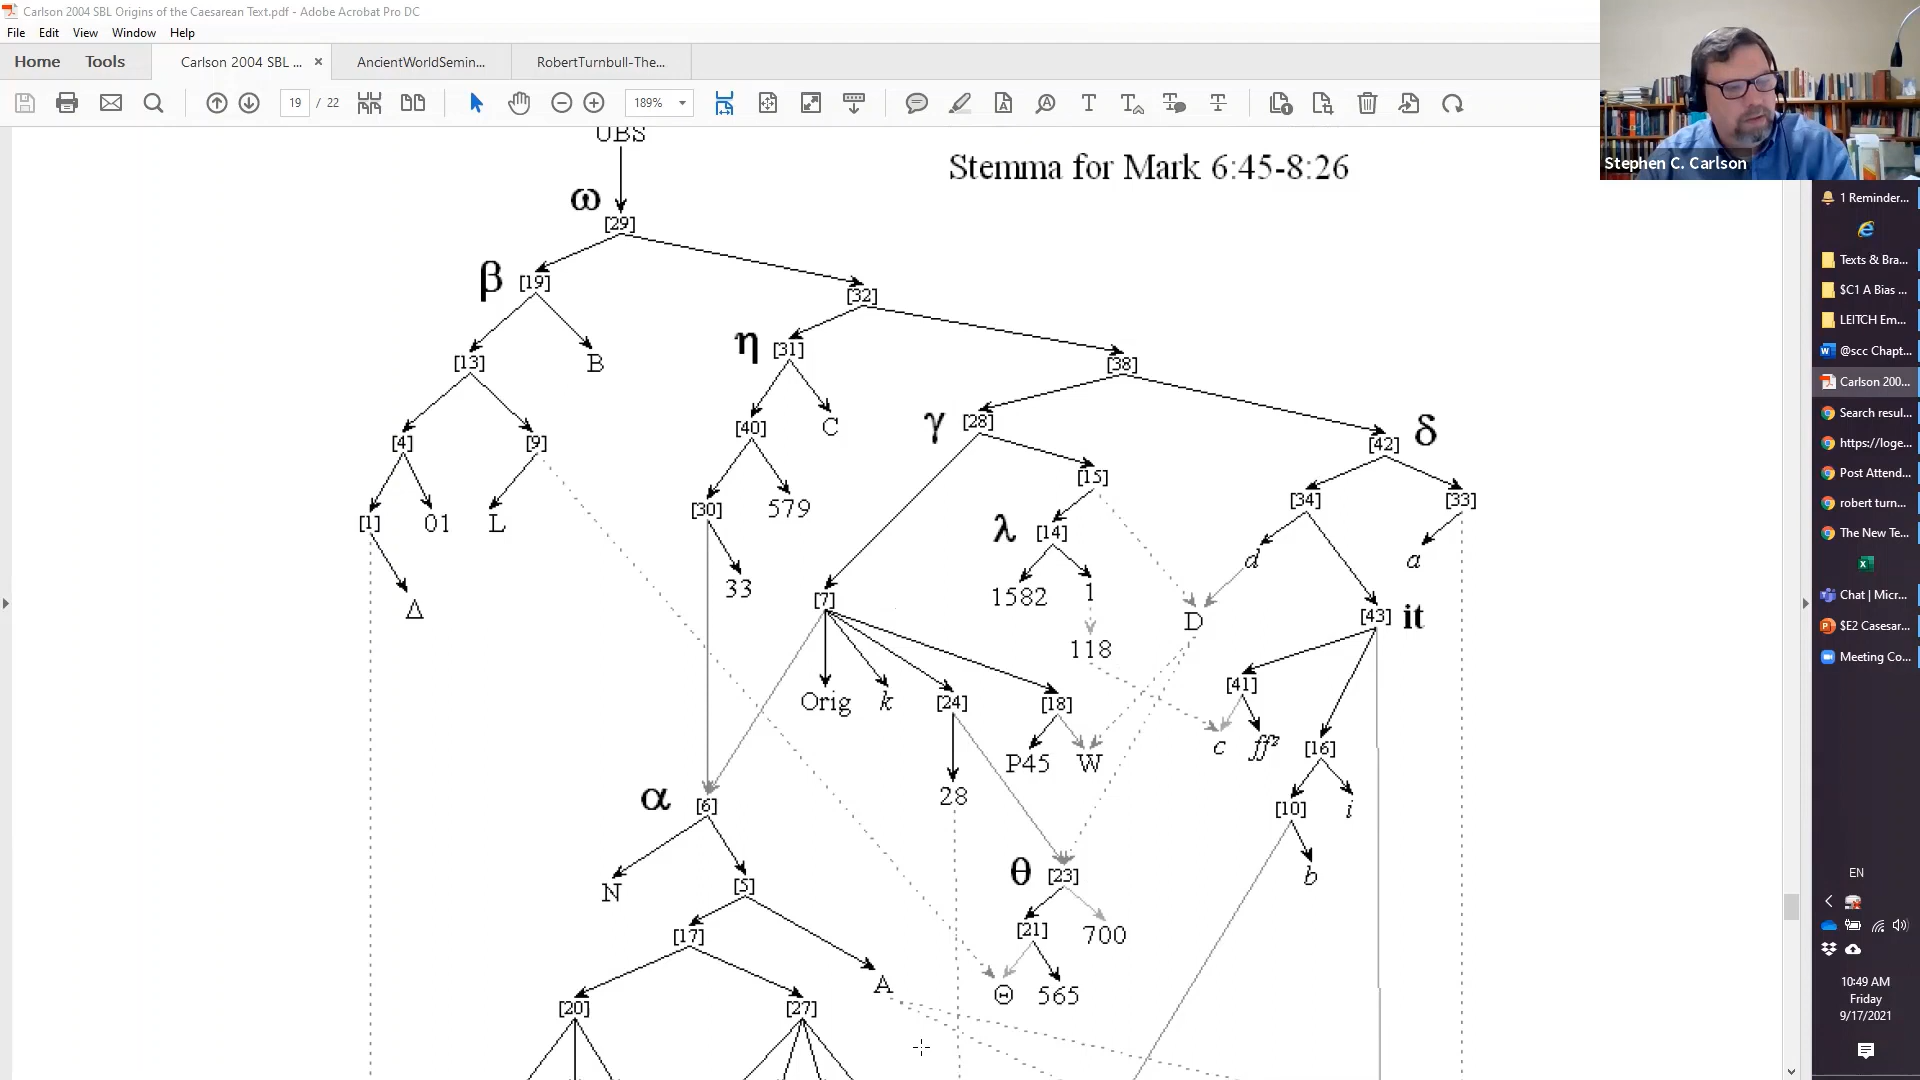 Carlson 2004 SBL Origins of the Caesarean Text.pdf - Adobe Acrobat Pro DC
File Edit View Window Help
Home Tools Carlson 2004 SBL ... × AncientWorldSemin... RobertTurnbull-The...
19 / 22 189%
Stephen C. Carlson
UBS
Stemma for Mark 6:45-8:26
ω
[29]
β [19]
[32]
η [31]
[13] B [38]
γ [28]
[40] C
[4] [9] [42] δ
[15]
[30] 579 [34] [33]
[1] 01 L
λ [14] d a
33 1582 1
[7]
Δ D [43] it
118
[41]
Orig k [24] [18]
c ff² [16]
P45 W
28
α [6] [10] i
θ [23] b
N [5]
[21] 700
[17]
A Θ 565
[20] [27]
1 Reminder...
Texts & Bra...
$C1 A Bias ...
LEITCH Em...
@scc Chapt...
Carlson 200...
Search resul...
https://loge...
Post Attend...
robert turn...
The New Te...
Chat | Micr...
$E2 Casesar...
Meeting Co...
EN
10:49 AM
Friday
9/17/2021